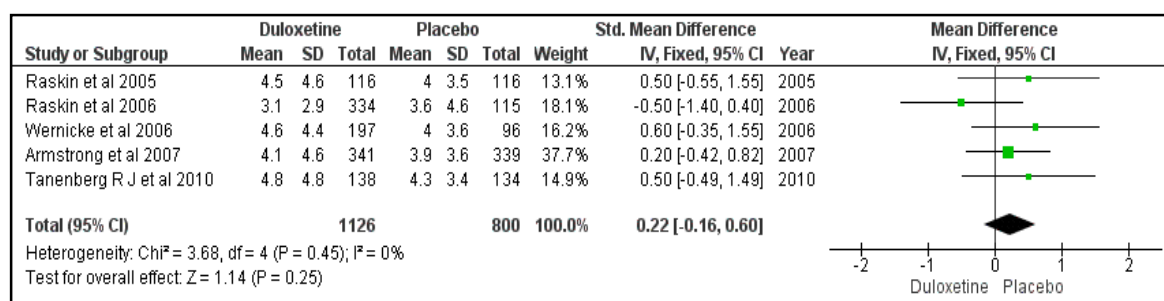 Duloxetine Placebo Std. Mean Difference Mean Difference
Study or Subgroup Mean SD Total Mean SD Total Weight IV, Fixed, 95% CI Year IV, Fixed, 95% CI
Raskin et al 2005 4.5 4.6 116 4 3.5 116 13.1% 0.50 [-0.55, 1.55] 2005
Raskin et al 2006 3.1 2.9 334 3.6 4.6 115 18.1% -0.50 [-1.40, 0.40] 2006
Wernicke et al 2006 4.6 4.4 197 4 3.6 96 16.2% 0.60 [-0.35, 1.55] 2006
Armstrong et al 2007 4.1 4.6 341 3.9 3.6 339 37.7% 0.20 [-0.42, 0.82] 2007
Tanenberg R J et al 2010 4.8 4.8 138 4.3 3.4 134 14.9% 0.50 [-0.49, 1.49] 2010
Total (95% CI) 1126 800 100.0% 0.22 [-0.16, 0.60]
Heterogeneity: Chi² = 3.68, df = 4 (P = 0.45); I² = 0%
Test for overall effect: Z = 1.14 (P = 0.25)
-2 -1 0 1 2
Duloxetine Placebo